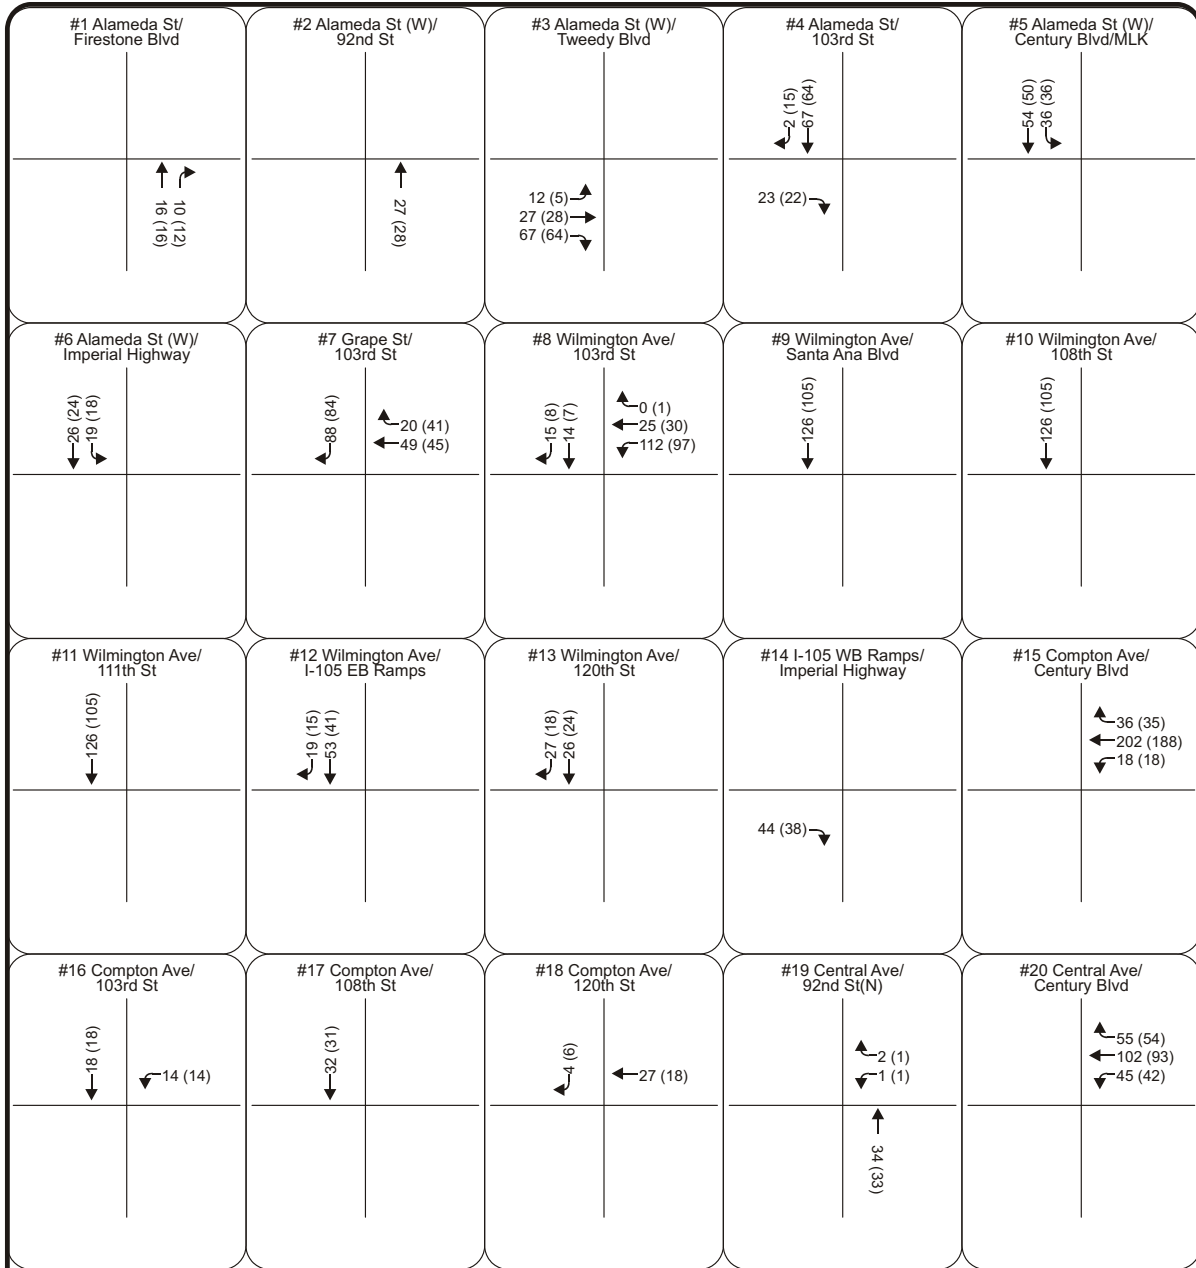 #1 Alameda St/
Firestone Blvd
16 (16)
10 (12)
#2 Alameda St (W)/
92nd St
27 (28)
#3 Alameda St (W)/
Tweedy Blvd
12 (5)
27 (28)
67 (64)
#4 Alameda St/
103rd St
2 (15)
67 (64)
23 (22)
#5 Alameda St (W)/
Century Blvd/MLK
54 (50)
36 (36)
#6 Alameda St (W)/
Imperial Highway
26 (24)
19 (18)
#7 Grape St/
103rd St
88 (84)
20 (41)
49 (45)
#8 Wilmington Ave/
103rd St
15 (8)
14 (7)
0 (1)
25 (30)
112 (97)
#9 Wilmington Ave/
Santa Ana Blvd
126 (105)
#10 Wilmington Ave/
108th St
126 (105)
#11 Wilmington Ave/
111th St
126 (105)
#12 Wilmington Ave/
I-105 EB Ramps
19 (15)
53 (41)
#13 Wilmington Ave/
120th St
27 (18)
26 (24)
#14 I-105 WB Ramps/
Imperial Highway
44 (38)
#15 Compton Ave/
Century Blvd
36 (35)
202 (188)
18 (18)
#16 Compton Ave/
103rd St
18 (18)
14 (14)
#17 Compton Ave/
108th St
32 (31)
#18 Compton Ave/
120th St
4 (6)
27 (18)
#19 Central Ave/
92nd St(N)
2 (1)
1 (1)
34 (33)
#20 Central Ave/
Century Blvd
55 (54)
102 (93)
45 (42)